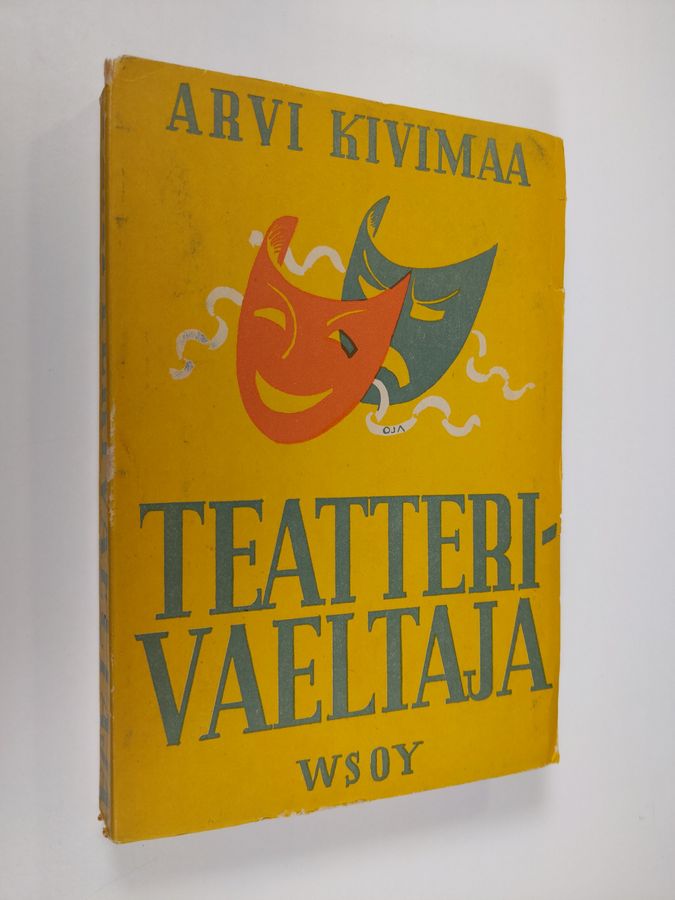 ARVI KIVIMAA
OJA
TEATTERI-
VAELTAJA
WSOY